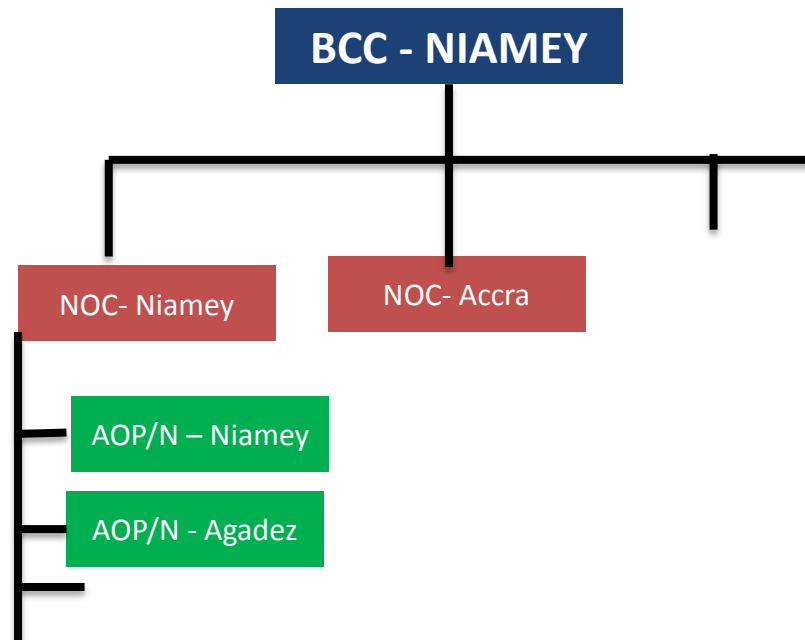 BCC - NIAMEY
NOC- Niamey
NOC- Accra
AOP/N – Niamey
AOP/N - Agadez